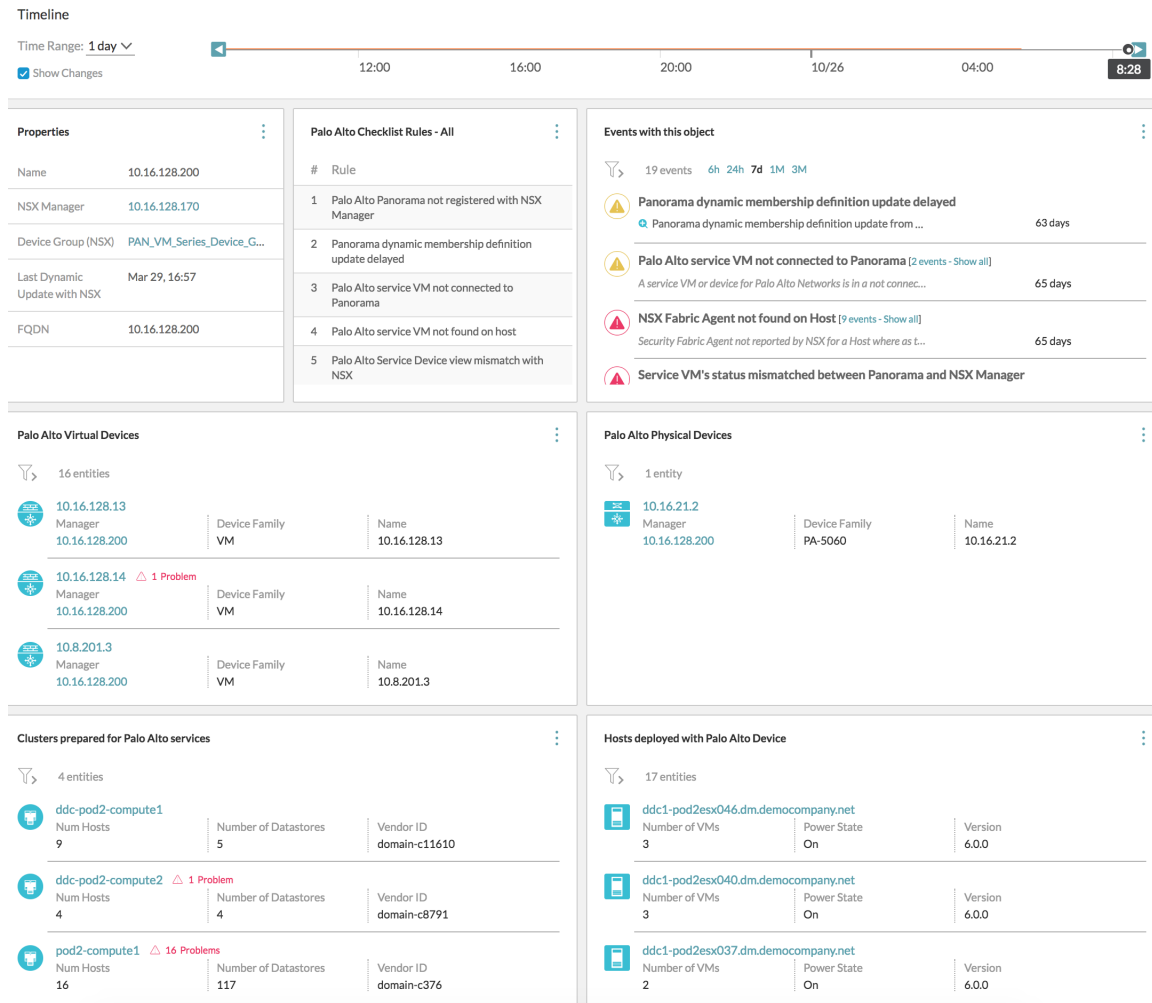 Timeline
Time Range: 1 day
Show Changes
12:00 16:00 20:00 10/26 04:00 8:28
Properties
Name 10.16.128.200
NSX Manager 10.16.128.170
Device Group (NSX) PAN_VM_Series_Device_G...
Last Dynamic Mar 29, 16:57
Update with NSX
FQDN 10.16.128.200
Palo Alto Checklist Rules - All
# Rule
1 Palo Alto Panorama not registered with NSX
Manager
2 Panorama dynamic membership definition
update delayed
3 Palo Alto service VM not connected to
Panorama
4 Palo Alto service VM not found on host
5 Palo Alto Service Device view mismatch with
NSX
Events with this object
19 events 6h 24h 7d 1M 3M
Panorama dynamic membership definition update delayed
Panorama dynamic membership definition update from ... 63 days
Palo Alto service VM not connected to Panorama [2 events - Show all]
A service VM or device for Palo Alto Networks is in a not connec... 65 days
NSX Fabric Agent not found on Host [9 events - Show all]
Security Fabric Agent not reported by NSX for a Host where as t... 65 days
Service VM's status mismatched between Panorama and NSX Manager
Palo Alto Virtual Devices
16 entities
10.16.128.13
Manager Device Family Name
10.16.128.200 VM 10.16.128.13
10.16.128.14 1 Problem
Manager Device Family Name
10.16.128.200 VM 10.16.128.14
10.8.201.3
Manager Device Family Name
10.16.128.200 VM 10.8.201.3
Palo Alto Physical Devices
1 entity
10.16.21.2
Manager Device Family Name
10.16.128.200 PA-5060 10.16.21.2
Clusters prepared for Palo Alto services
4 entities
ddc-pod2-compute1
Num Hosts Number of Datastores Vendor ID
9 5 domain-c11610
ddc-pod2-compute2 1 Problem
Num Hosts Number of Datastores Vendor ID
4 4 domain-c8791
pod2-compute1 16 Problems
Num Hosts Number of Datastores Vendor ID
16 117 domain-c376
Hosts deployed with Palo Alto Device
17 entities
ddc1-pod2esx046.dm.democompany.net
Number of VMs Power State Version
3 On 6.0.0
ddc1-pod2esx040.dm.democompany.net
Number of VMs Power State Version
3 On 6.0.0
ddc1-pod2esx037.dm.democompany.net
Number of VMs Power State Version
2 On 6.0.0